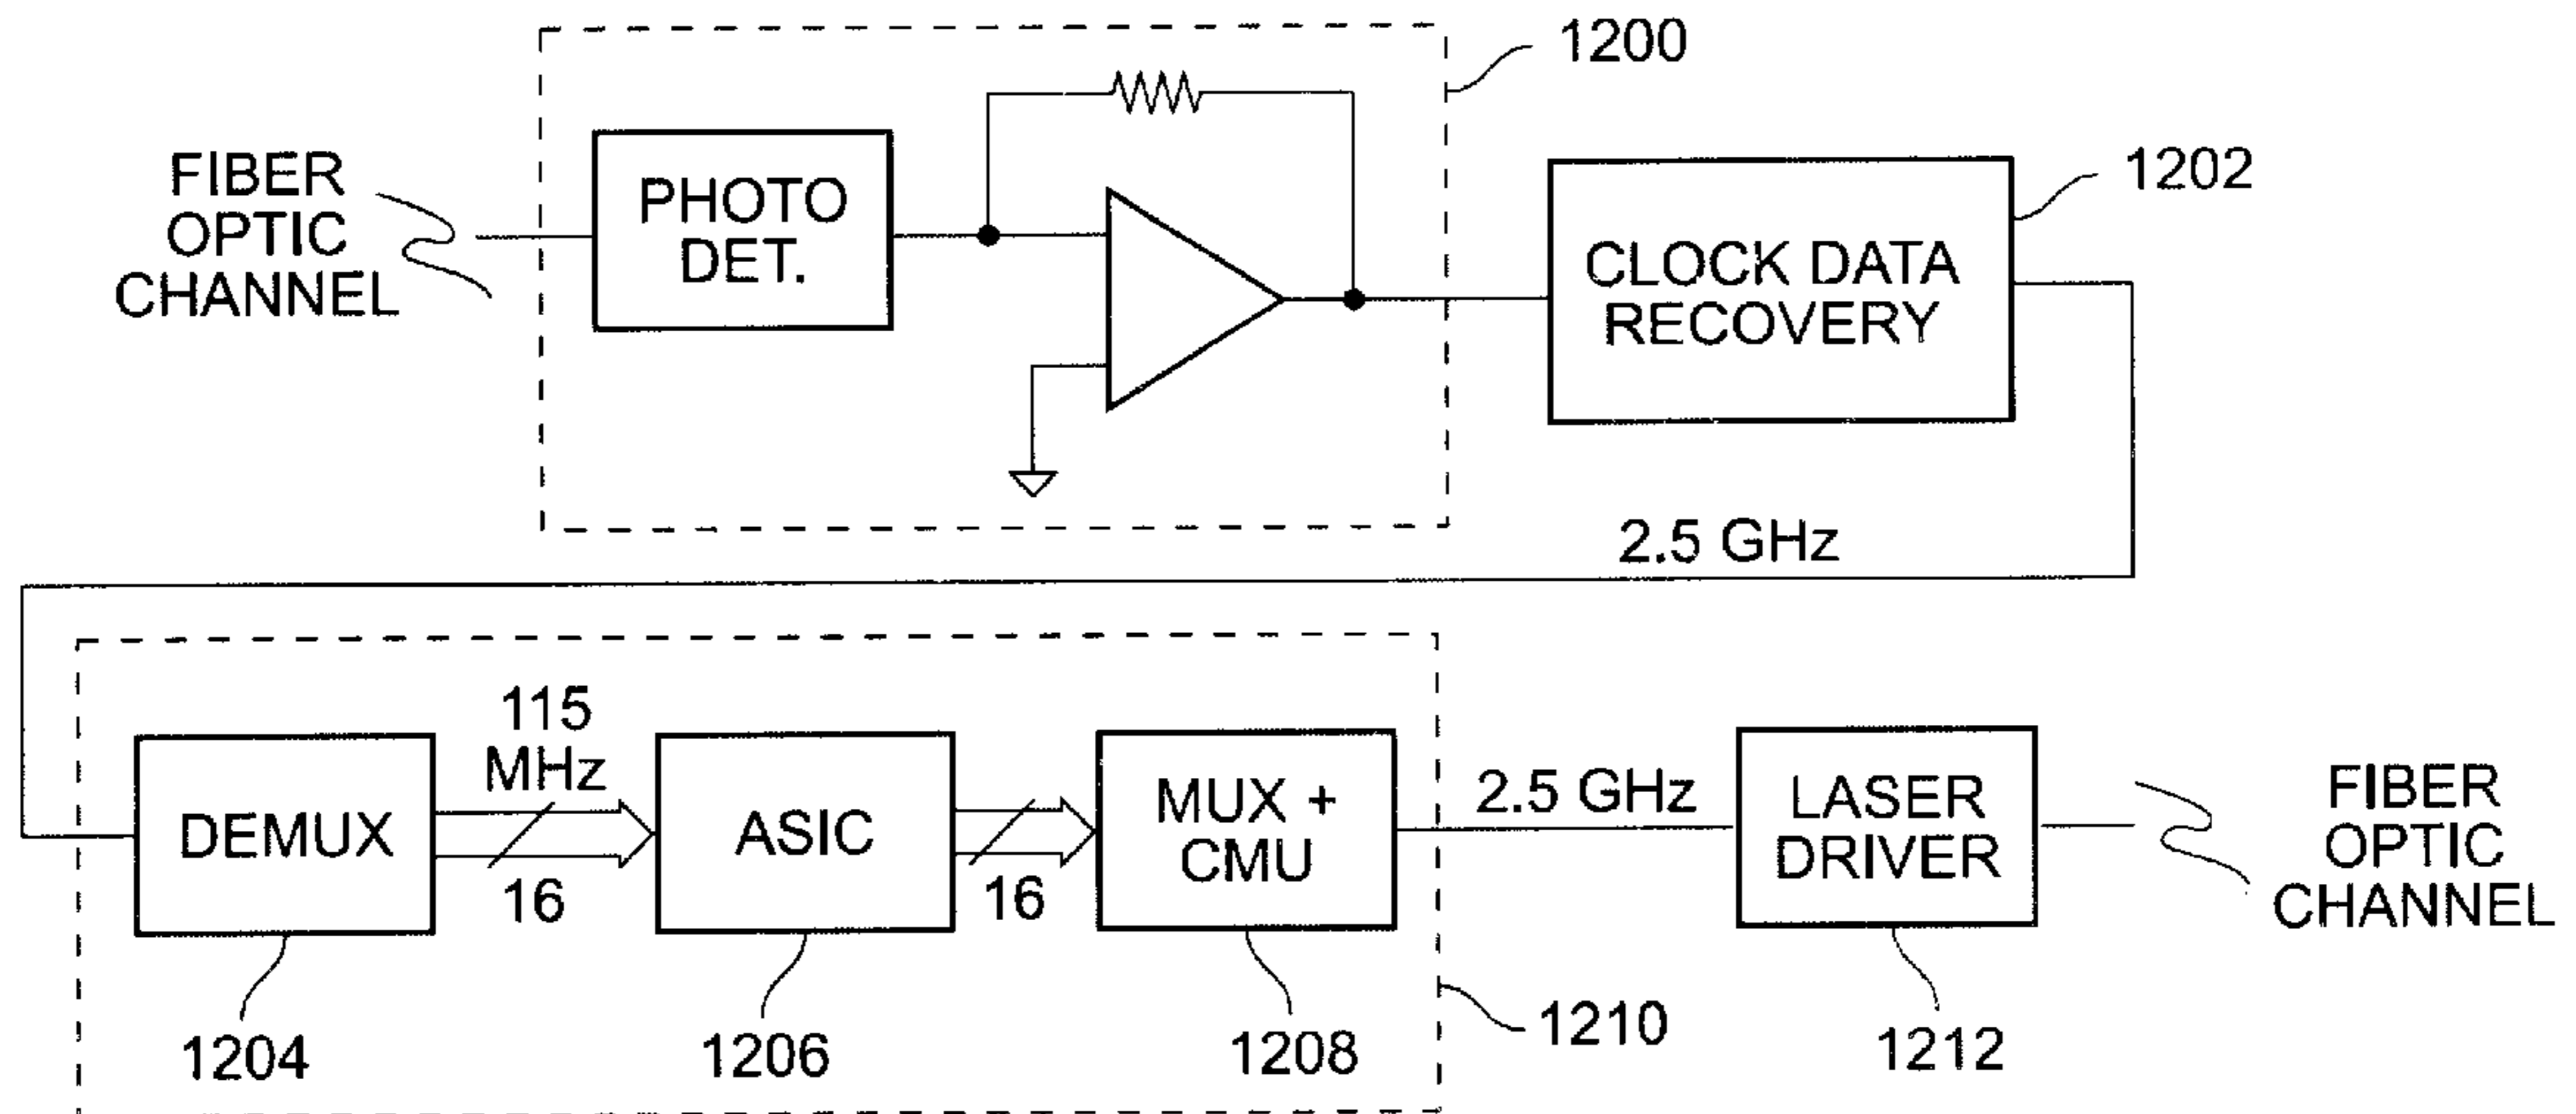 1200
FIBER
OPTIC
CHANNEL
PHOTO
DET.
1202
CLOCK DATA
RECOVERY
2.5 GHz
115
MHz
16
DEMUX
ASIC
16
MUX +
CMU
2.5 GHz
LASER
DRIVER
FIBER
OPTIC
CHANNEL
1204
1206
1208
1210
1212